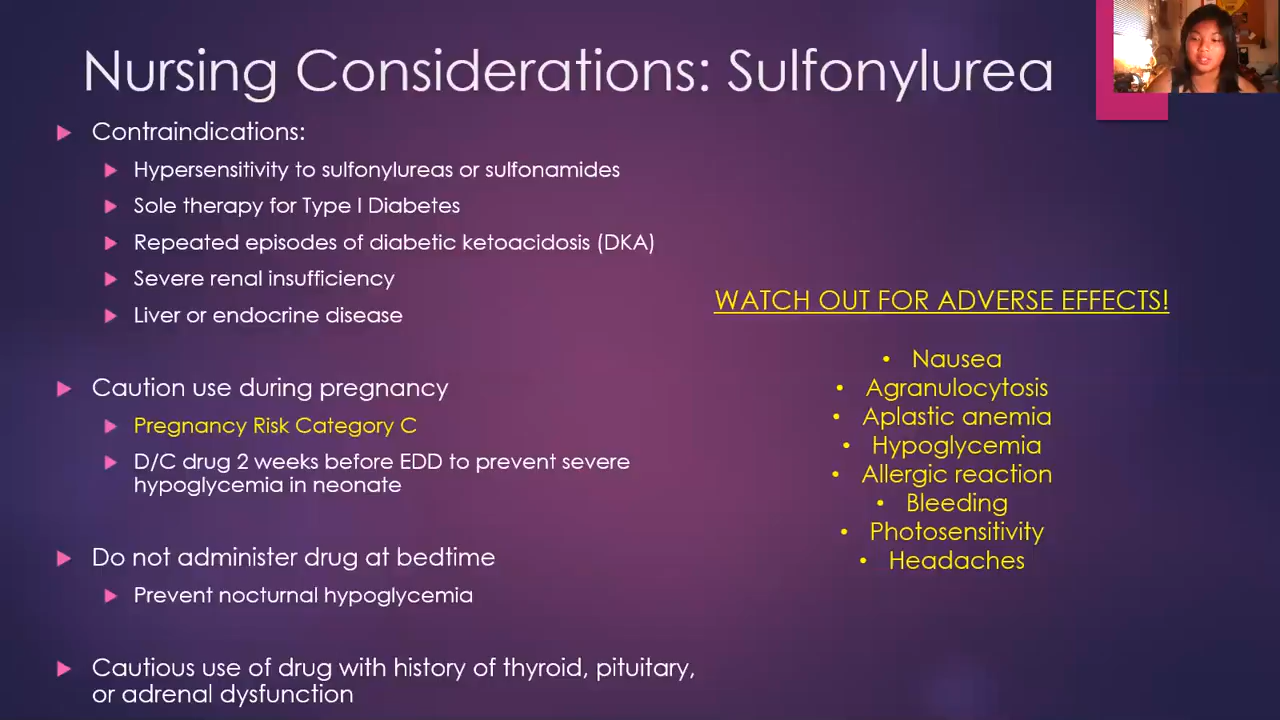 Nursing Considerations: Sulfonylurea
Contraindications:
Hypersensitivity to sulfonylureas or sulfonamides
Sole therapy for Type I Diabetes
Repeated episodes of diabetic ketoacidosis (DKA)
Severe renal insufficiency
Liver or endocrine disease
Caution use during pregnancy
Pregnancy Risk Category C
D/C drug 2 weeks before EDD to prevent severe
hypoglycemia in neonate
Do not administer drug at bedtime
Prevent nocturnal hypoglycemia
Cautious use of drug with history of thyroid, pituitary,
or adrenal dysfunction
WATCH OUT FOR ADVERSE EFFECTS!
• Nausea
• Agranulocytosis
• Aplastic anemia
• Hypoglycemia
• Allergic reaction
• Bleeding
• Photosensitivity
• Headaches